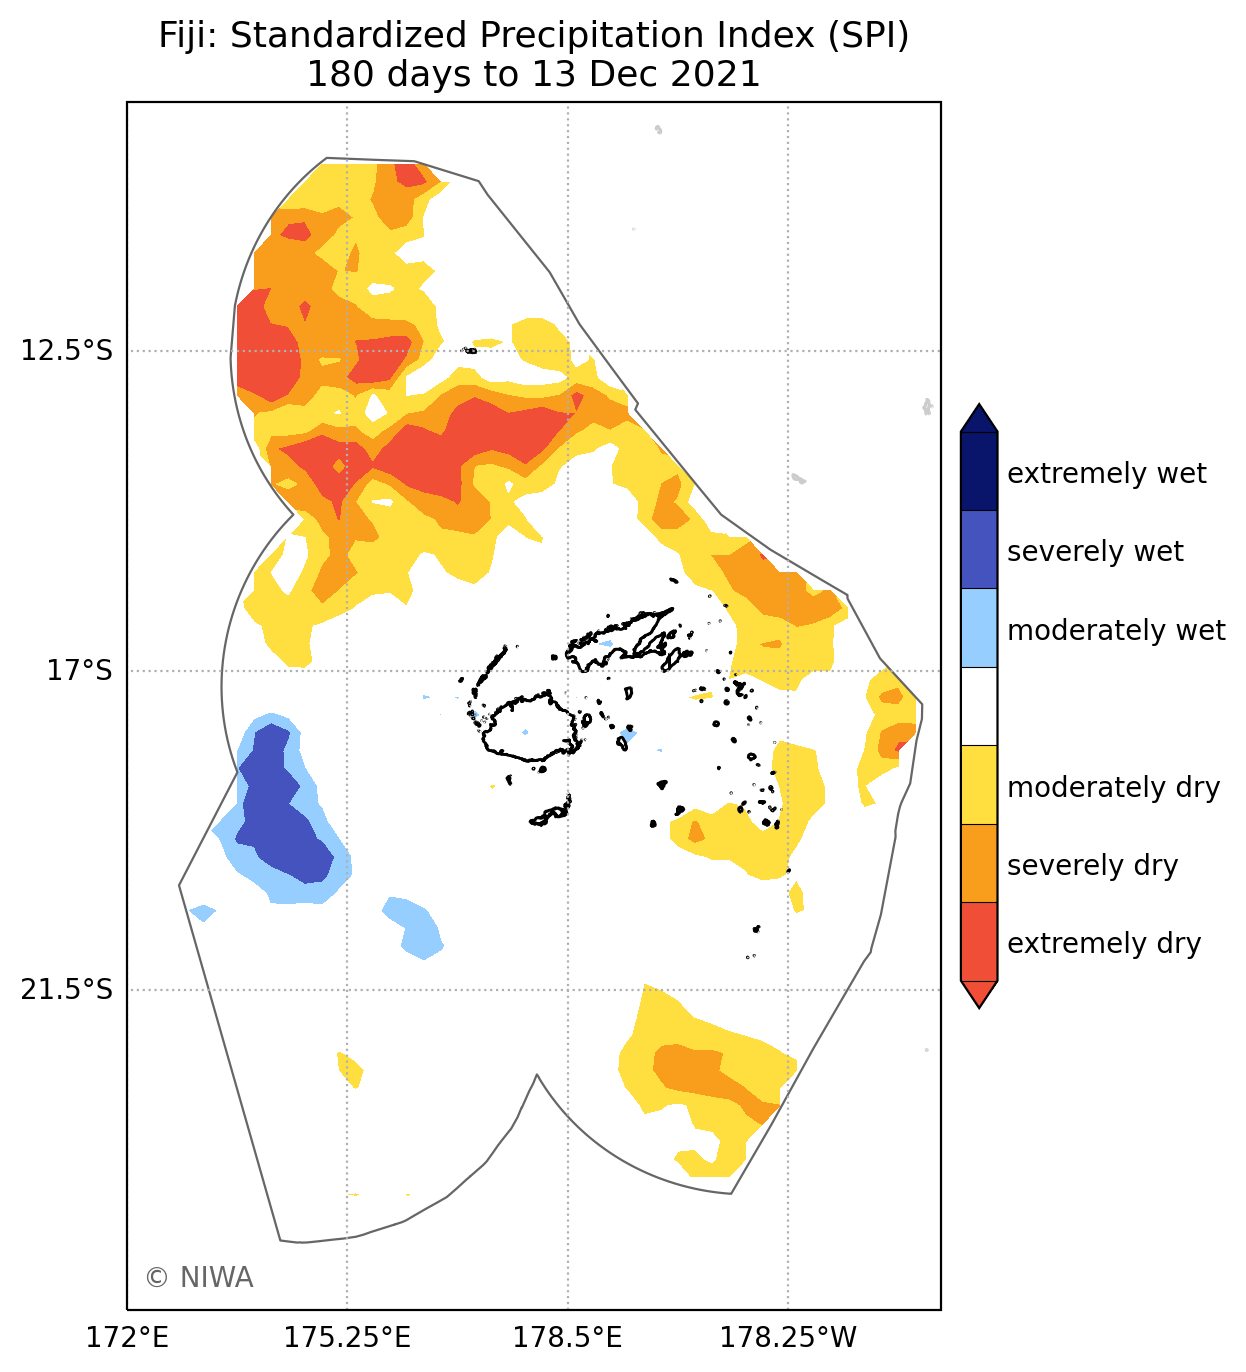 Fiji: Standardized Precipitation Index (SPI)
180 days to 13 Dec 2021
12.5°S
17°S
21.5°S
172°E
175.25°E
178.5°E
178.25°W
extremely wet
severely wet
moderately wet
moderately dry
severely dry
extremely dry
© NIWA